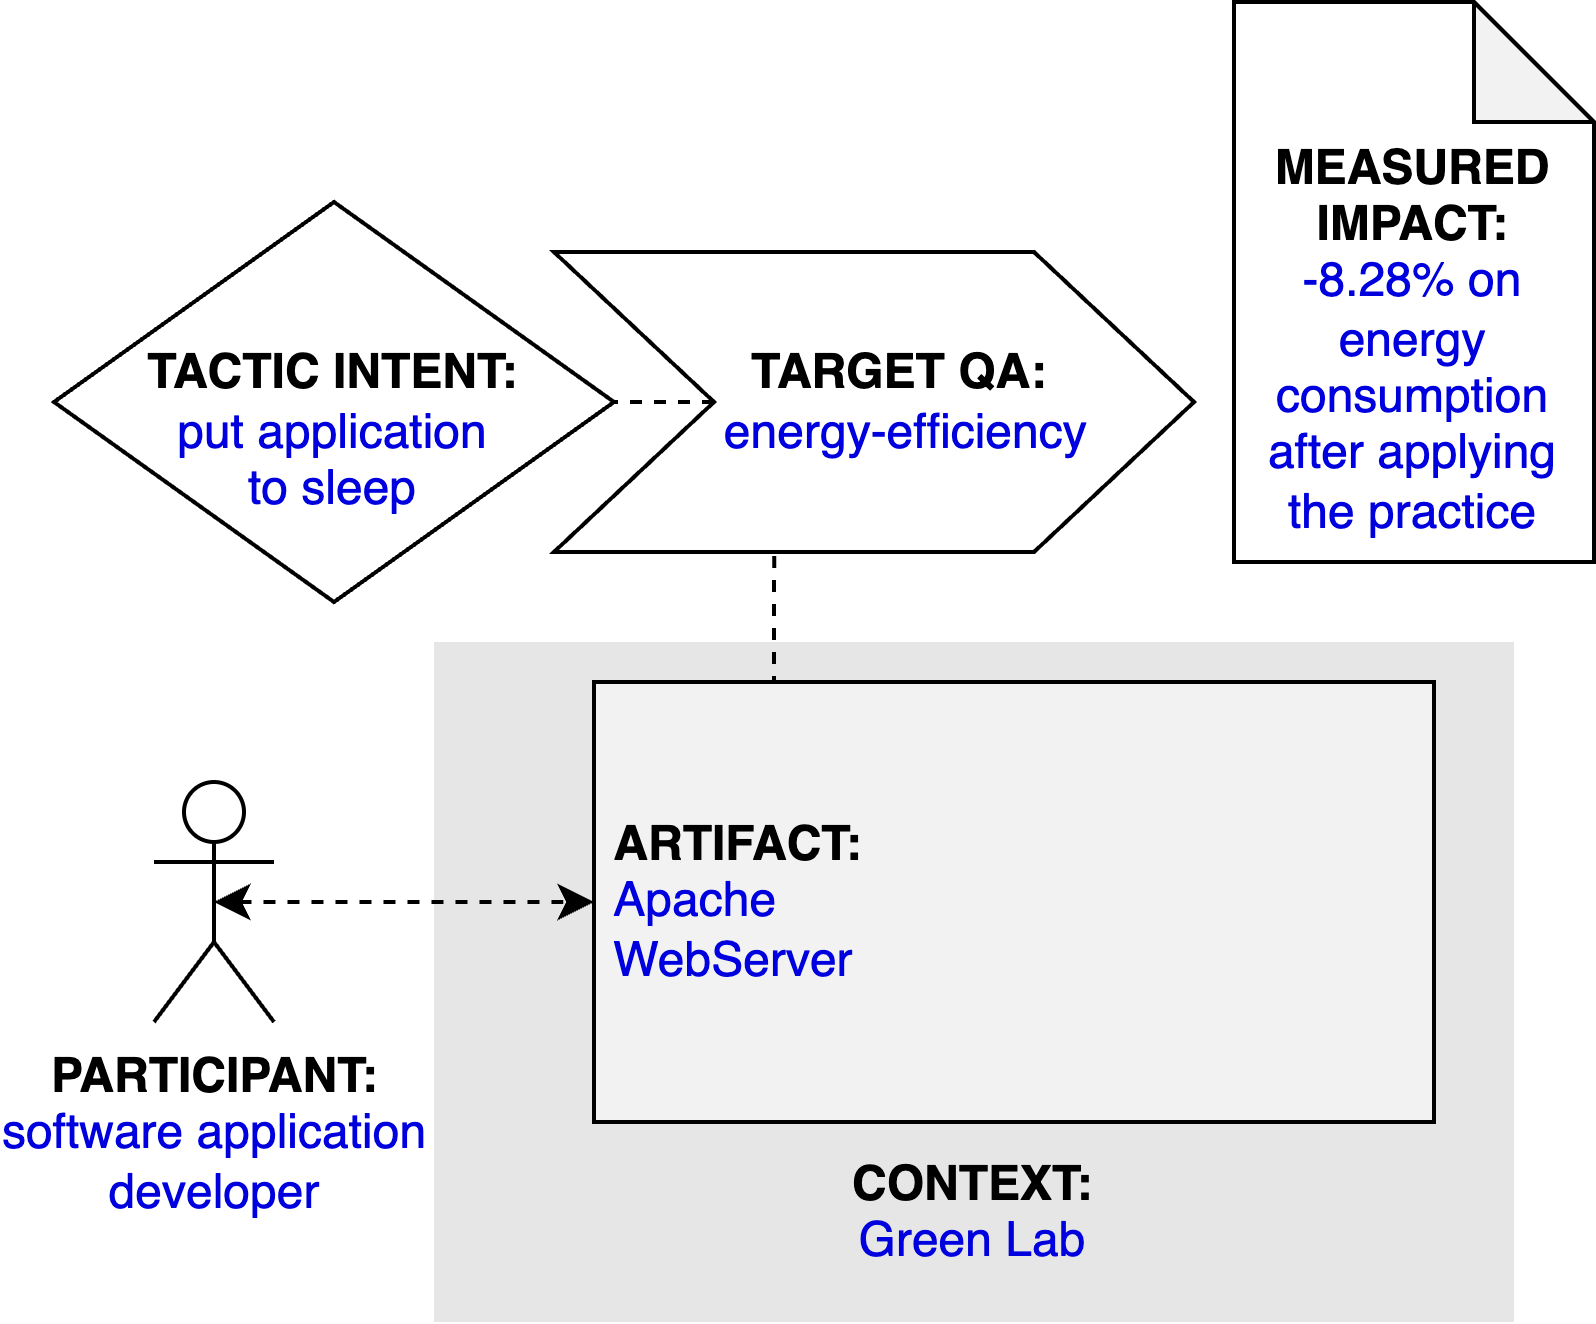 MEASURED
IMPACT:
-8.28% on
energy
consumption
after applying
the practice
TACTIC INTENT:
put application
to sleep
TARGET QA:
energy-efficiency
ARTIFACT:
Apache
WebServer
PARTICIPANT:
software application
developer
CONTEXT:
Green Lab